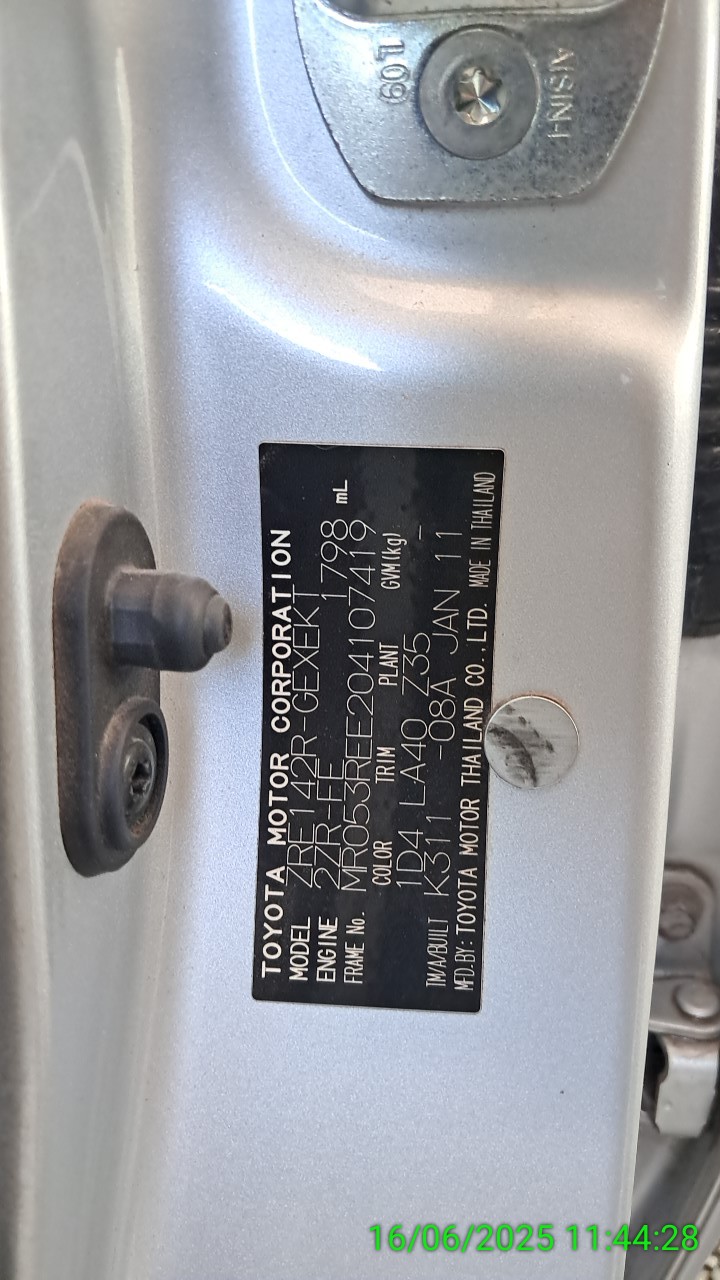 TOYOTA MOTOR CORPORATION
MODEL ZRE142R-GEXEKT
ENGINE 2ZR-FE 1798 mL
FRAME No. MR053REE204107419
COLOR TRIM PLANT GVM(kg)
1D4 LA40 Z35 -
TM/A/BUILT K311 -08A JAN 11
MFD.BY: TOYOTA MOTOR THAILAND CO.,LTD. MADE IN THAILAND
AISIN-I
L09
16/06/2025 11:44:28